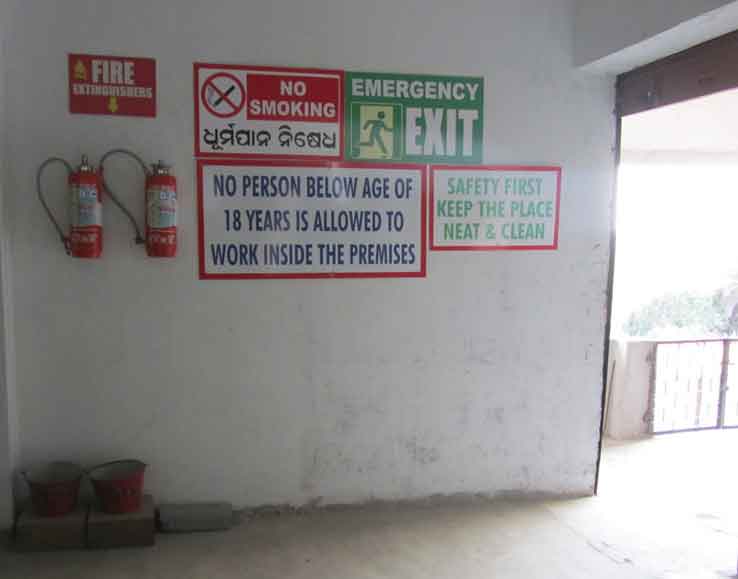 FIRE
EXTINGUISHERS
NO
SMOKING
ଧୂର୍ମପାନ ନିଷେଧ
EMERGENCY
EXIT
NO PERSON BELOW AGE OF
18 YEARS IS ALLOWED TO
WORK INSIDE THE PREMISES
SAFETY FIRST
KEEP THE PLACE
NEAT & CLEAN